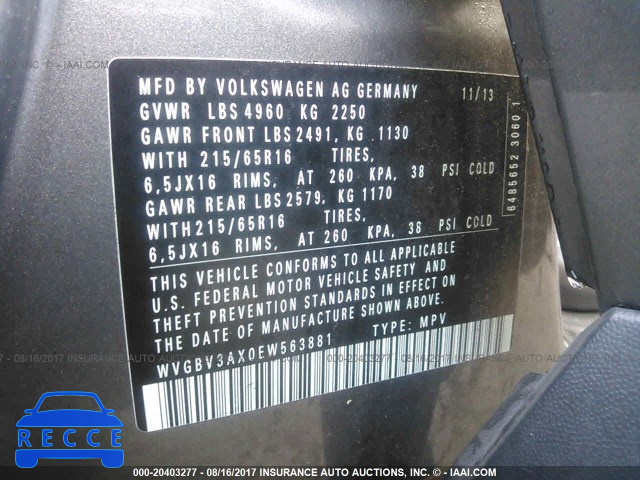 © - IAAI.COM
© - IAAI.COM
MFD BY VOLKSWAGEN AG GERMANY 11/13
GVWR LBS 4960 KG 2250
GAWR FRONT LBS 2491, KG 1130
WITH 215/65R16 TIRES,
6,5JX16 RIMS, AT 260 KPA, 38 PSI COLD
GAWR REAR LBS 2579, KG 1170
WITH 215/65R16 TIRES,
6,5JX16 RIMS, AT 260 KPA, 38 PSI COLD
THIS VEHICLE CONFORMS TO ALL APPLICABLE
U.S. FEDERAL MOTOR VEHICLE SAFETY AND
THEFT PREVENTION STANDARDS IN EFFECT ON
THE DATE OF MANUFACTURE SHOWN ABOVE.
WVGBV3AX0EW563881 TYPE: MPV
6485652 3060 1
RECCE
000-20403277 - 08/16/2017 INSURANCE AUTO AUCTIONS, INC. - © - IAAI.COM